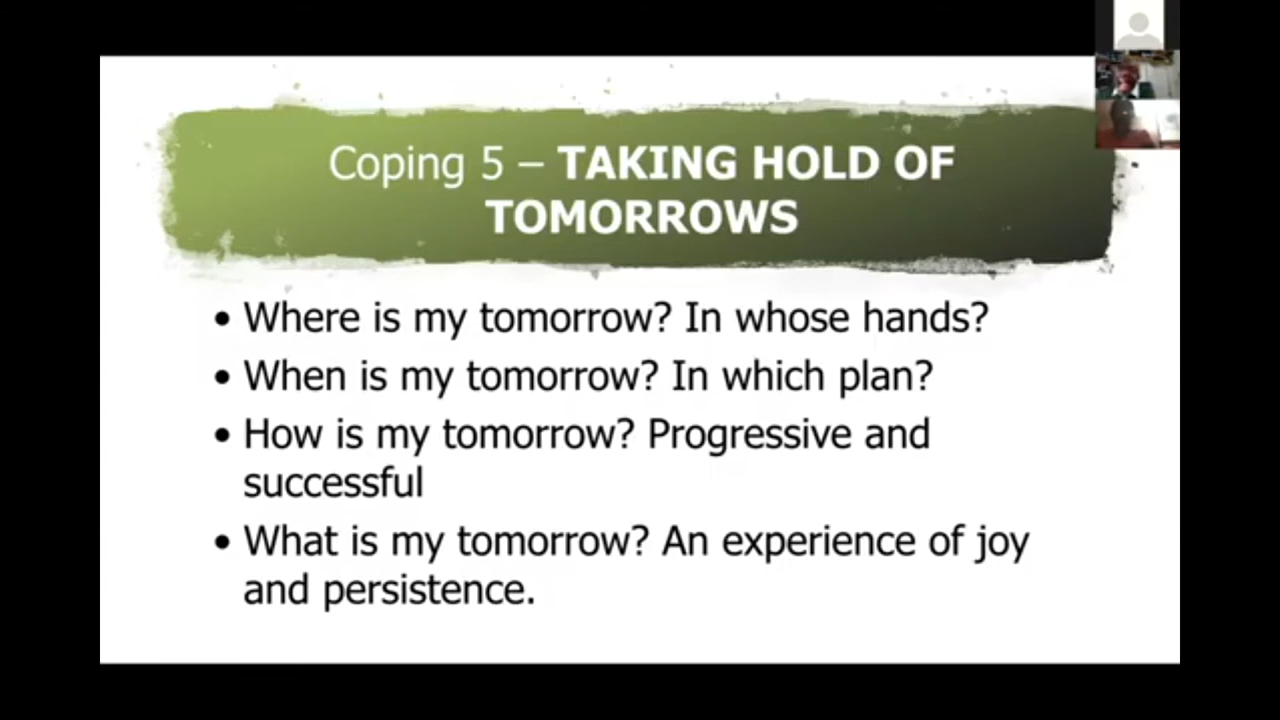 Coping 5 – TAKING HOLD OF
TOMORROWS
• Where is my tomorrow? In whose hands?
• When is my tomorrow? In which plan?
• How is my tomorrow? Progressive and
successful
• What is my tomorrow? An experience of joy
and persistence.